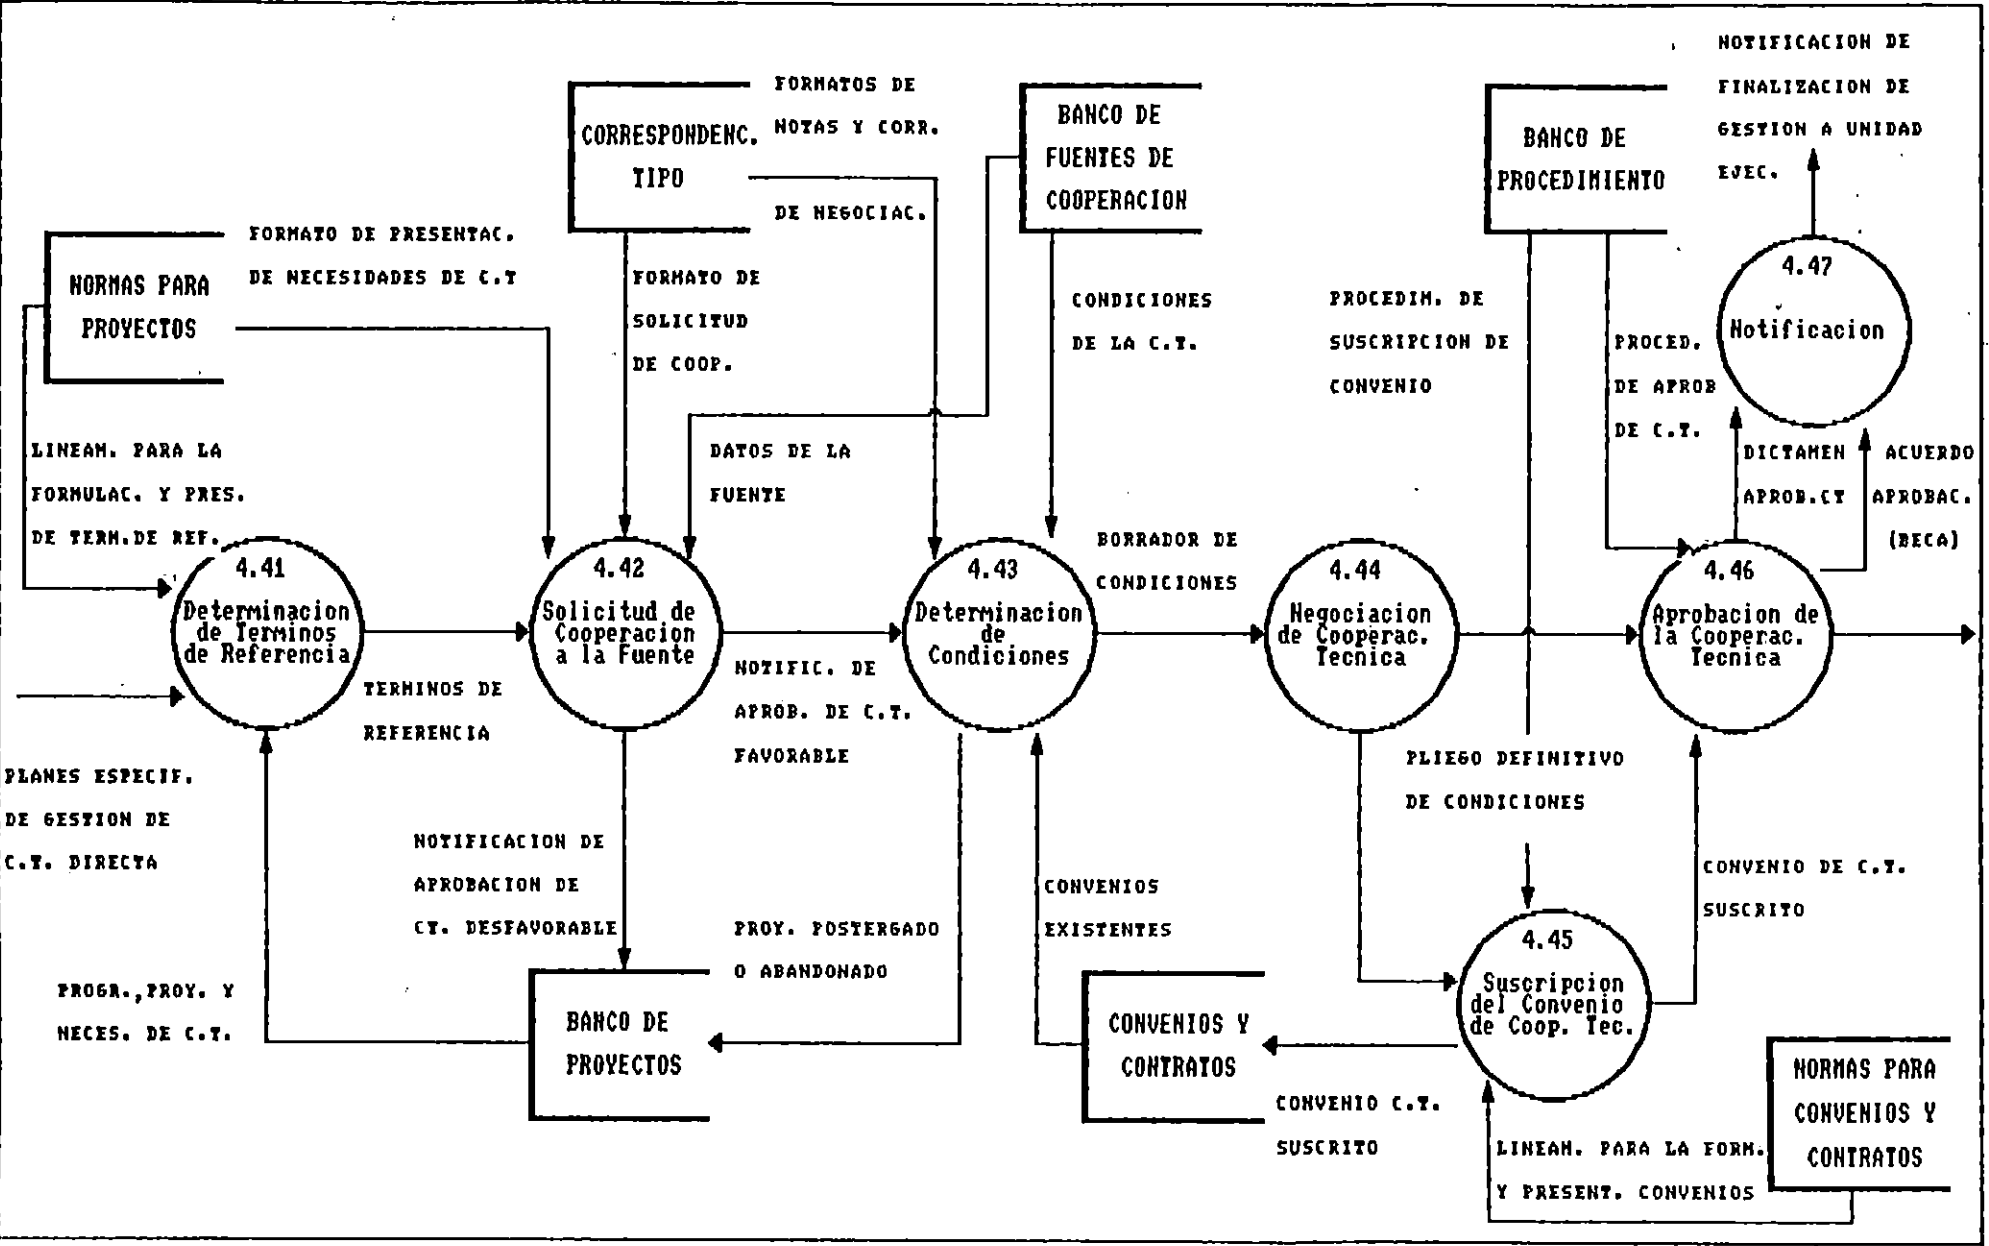 NOTIFICACION DE
FINALIZACION DE
GESTION A UNIDAD
EJEC.
FORMATOS DE
NOTAS Y CORR.
DE NEGOCIAC.
CORRESPONDENC.
TIPO
BANCO DE
FUENTES DE
COOPERACION
BANCO DE
PROCEDIMIENTO
FORMATO DE PRESENTAC.
DE NECESIDADES DE C.T
NORMAS PARA
PROYECTOS
FORMATO DE
SOLICITUD
DE COOP.
CONDICIONES
DE LA C.T.
PROCEDIM. DE
SUSCRIPCION DE
CONVENIO
PROCED.
DE APROB
DE C.T.
4.47
Notificacion
LINEAM. PARA LA
FORMULAC. Y PRES.
DE TERM.DE REF.
DATOS DE LA
FUENTE
DICTAMEN
APROB.CT
ACUERDO
APROBAC.
(BECA)
4.41
Determinacion
de Terminos
de Referencia
4.42
Solicitud de
Cooperacion
a la Fuente
4.43
Determinacion
de
Condiciones
BORRADOR DE
CONDICIONES
4.44
Negociacion
de Cooperac.
Tecnica
4.46
Aprobacion de
la Cooperac.
Tecnica
TERMINOS DE
REFERENCIA
NOTIFIC. DE
APROB. DE C.T.
FAVORABLE
PLANES ESPECIF.
DE GESTION DE
C.T. DIRECTA
PLIEGO DEFINITIVO
DE CONDICIONES
NOTIFICACION DE
APROBACION DE
CT. DESFAVORABLE
PROY. POSTERGADO
O ABANDONADO
CONVENIOS
EXISTENTES
CONVENIO DE C.T.
SUSCRITO
4.45
Suscripcion
del Convenio
de Coop. Tec.
PROGR.,PROY. Y
NECES. DE C.T.
BANCO DE
PROYECTOS
CONVENIOS Y
CONTRATOS
CONVENIO C.T.
SUSCRITO
NORMAS PARA
CONVENIOS Y
CONTRATOS
LINEAM. PARA LA FORM.
Y PRESENT. CONVENIOS